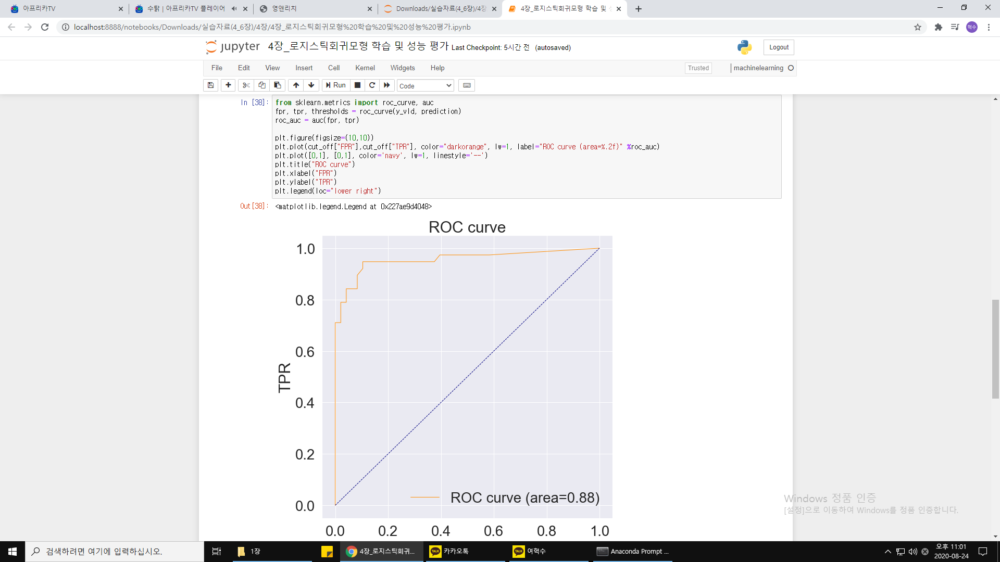 아프리카TV
수탉 | 아프리카TV 플레이어
영앤리치
Downloads/실습자료(4_6장)/4장
4장_로지스틱회귀모형 학습 및 성
localhost:8888/notebooks/Downloads/실습자료(4_6장)/4장/4장_로지스틱회귀모형%20학습%20및%20성능%20평가.ipynb
혁수
jupyter 4장_로지스틱회귀모형 학습 및 성능 평가 Last Checkpoint: 5시간 전 (autosaved)
Logout
File Edit View Insert Cell Kernel Widgets Help
Trusted
machinelearning
Run
Code
In [38]:
from sklearn.metrics import roc_curve, auc
fpr, tpr, thresholds = roc_curve(y_vld, prediction)
roc_auc = auc(fpr, tpr)
plt.figure(figsize=(10,10))
plt.plot(cut_off["FPR"],cut_off["TPR"], color="darkorange", lw=1, label="ROC curve (area=%.2f)" %roc_auc)
plt.plot([0,1], [0,1], color='navy', lw=1, linestyle='--')
plt.title("ROC curve")
plt.xlabel("FPR")
plt.ylabel("TPR")
plt.legend(loc="lower right")
Out[38]: <matplotlib.legend.Legend at 0x227ae9d4048>
ROC curve
1.0
0.8
0.6
TPR
0.4
0.2
0.0
ROC curve (area=0.88)
0.0 0.2 0.4 0.6 0.8 1.0
Windows 정품 인증
[설정]으로 이동하여 Windows를 정품 인증합니다.
검색하려면 여기에 입력하십시오.
1장
4장_로지스틱회귀...
TALK
카카오톡
TALK
여혁수
Anaconda Prompt ...
오후 11:01
2020-08-24